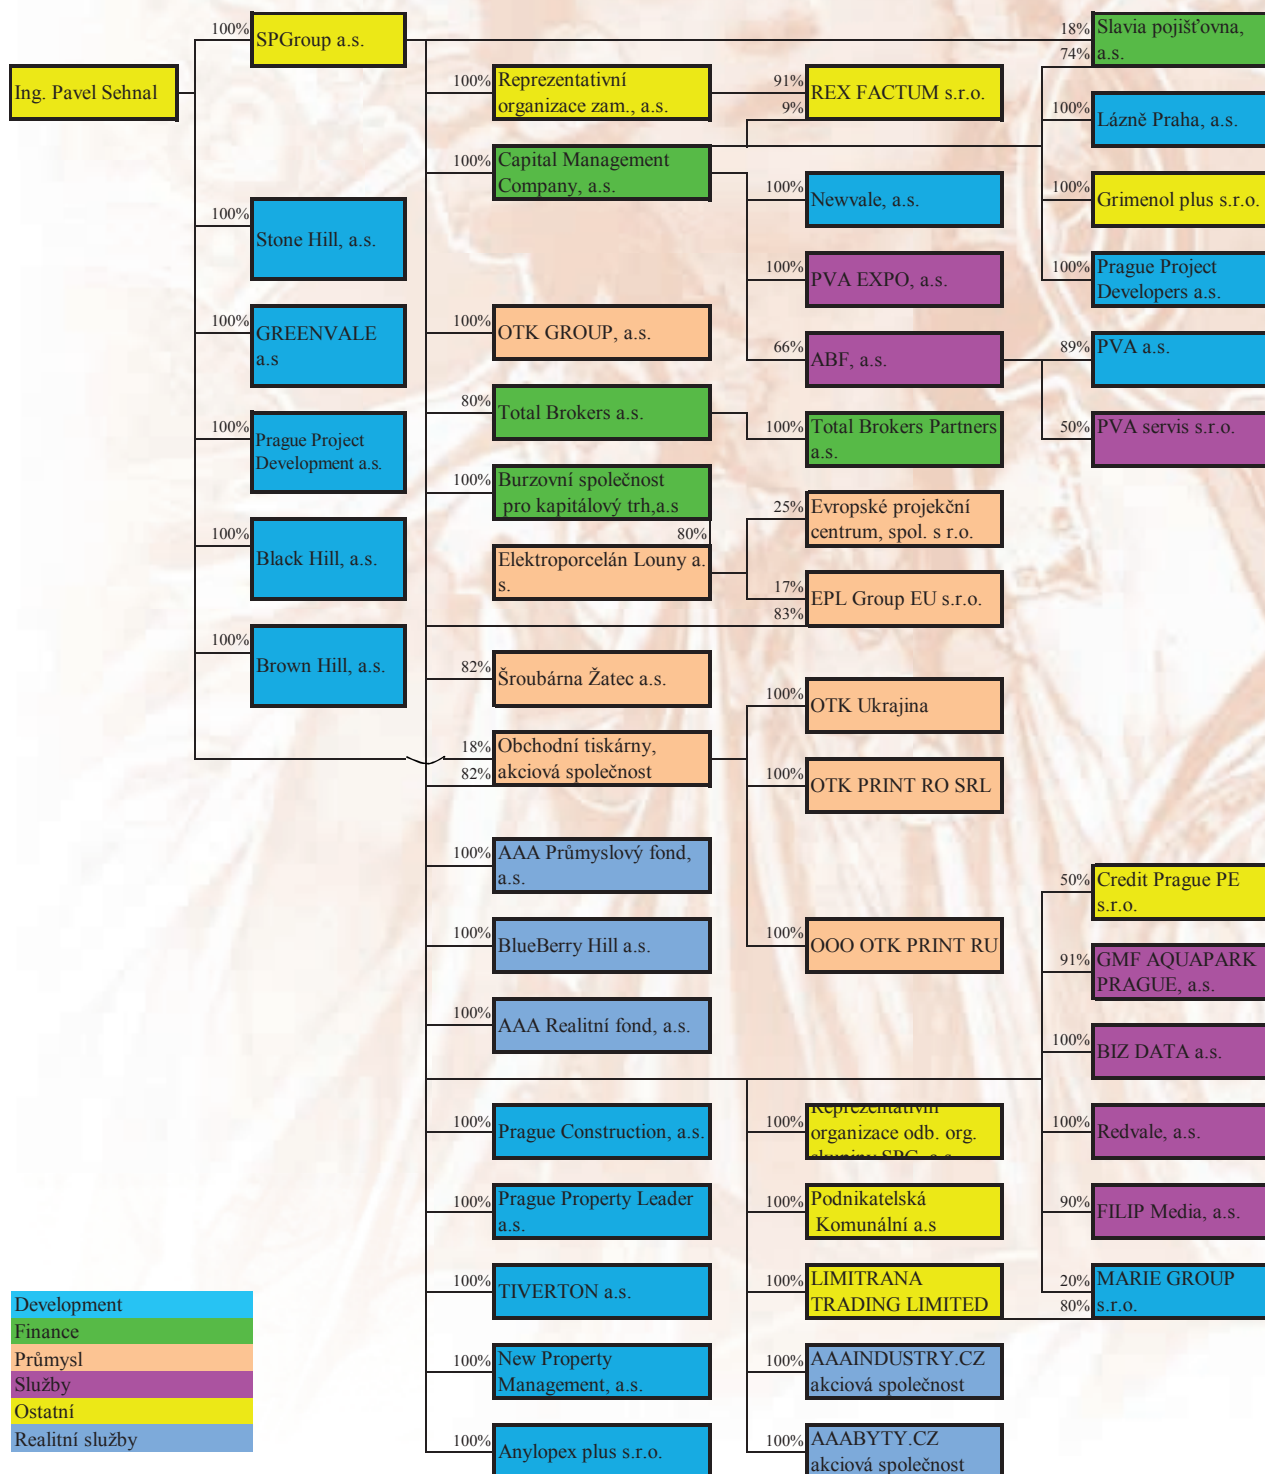 Ing. Pavel Sehnal
100%
SPGroup a.s.
100%
Stone Hill, a.s.
100%
GREENVALE
a.s
100%
Prague Project
Development a.s.
100%
Black Hill, a.s.
100%
Brown Hill, a.s.
100%
Reprezentativní
organizace zam., a.s.
100%
Capital Management
Company, a.s.
100%
OTK GROUP, a.s.
80%
Total Brokers a.s.
100%
Burzovní společnost
pro kapitálový trh,a.s
80%
Elektroporcelán Louny a.
s.
82%
Šroubárna Žatec a.s.
18%
82%
Obchodní tiskárny,
akciová společnost
100%
AAA Průmyslový fond,
a.s.
100%
BlueBerry Hill a.s.
100%
AAA Realitní fond, a.s.
100%
Prague Construction, a.s.
100%
Prague Property Leader
a.s.
100%
TIVERTON a.s.
100%
New Property
Management, a.s.
100%
Anylopex plus s.r.o.
91%
9%
REX FACTUM s.r.o.
100%
Newvale, a.s.
100%
PVA EXPO, a.s.
66%
ABF, a.s.
100%
Total Brokers Partners
a.s.
25%
Evropské projekční
centrum, spol. s r.o.
17%
83%
EPL Group EU s.r.o.
100%
OTK Ukrajina
100%
OTK PRINT RO SRL
100%
OOO OTK PRINT RU
100%
Reprezentativní
organizace odb. org.
skupiny SPG, a.s.
100%
Podnikatelská
Komunální a.s
100%
LIMITRANA
TRADING LIMITED
100%
AAAINDUSTRY.CZ
akciová společnost
100%
AAABYTY.CZ
akciová společnost
18%
74%
Slavia pojišťovna,
a.s.
100%
Lázně Praha, a.s.
100%
Grimenol plus s.r.o.
100%
Prague Project
Developers a.s.
89%
PVA a.s.
50%
PVA servis s.r.o.
50%
Credit Prague PE
s.r.o.
91%
GMF AQUAPARK
PRAGUE, a.s.
100%
BIZ DATA a.s.
100%
Redvale, a.s.
90%
FILIP Media, a.s.
20%
80%
MARIE GROUP
s.r.o.
Development
Finance
Průmysl
Služby
Ostatní
Realitní služby